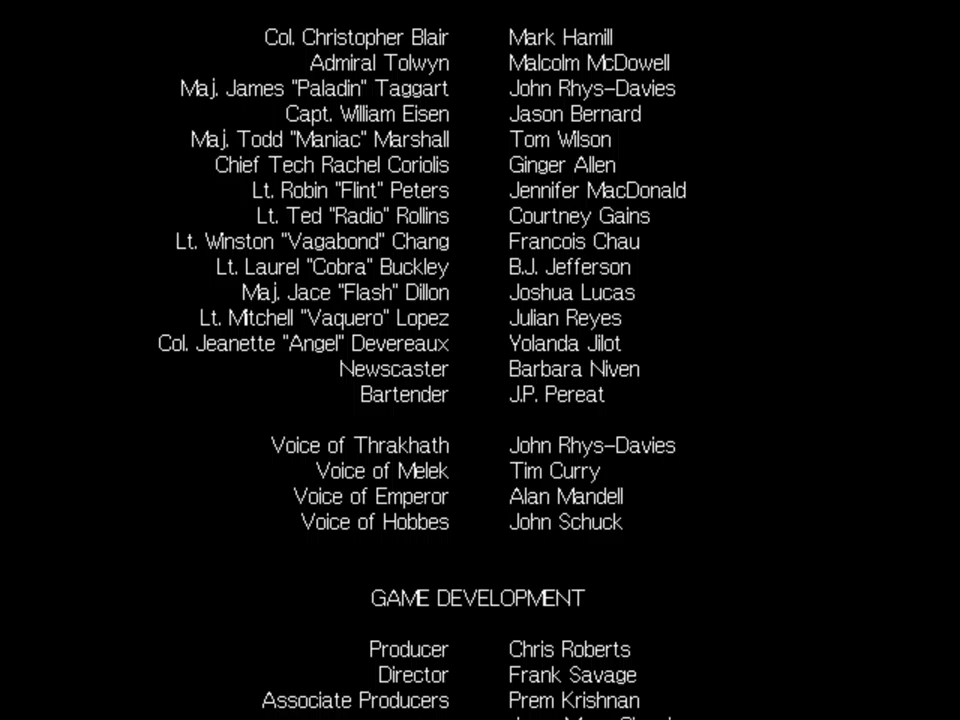 Col. Christopher Blair Mark Hamill
Admiral Tolwyn Malcolm McDowell
Maj. James "Paladin" Taggart John Rhys-Davies
Capt. William Eisen Jason Bernard
Maj. Todd "Maniac" Marshall Tom Wilson
Chief Tech Rachel Coriolis Ginger Allen
Lt. Robin "Flint" Peters Jennifer MacDonald
Lt. Ted "Radio" Rollins Courtney Gains
Lt. Winston "Vagabond" Chang Francois Chau
Lt. Laurel "Cobra" Buckley B.J. Jefferson
Maj. Jace "Flash" Dillon Joshua Lucas
Lt. Mitchell "Vaquero" Lopez Julian Reyes
Col. Jeanette "Angel" Devereaux Yolanda Jilot
Newscaster Barbara Niven
Bartender J.P. Pereat
Voice of Thrakhath John Rhys-Davies
Voice of Melek Tim Curry
Voice of Emperor Alan Mandell
Voice of Hobbes John Schuck
GAME DEVELOPMENT
Producer Chris Roberts
Director Frank Savage
Associate Producers Prem Krishnan